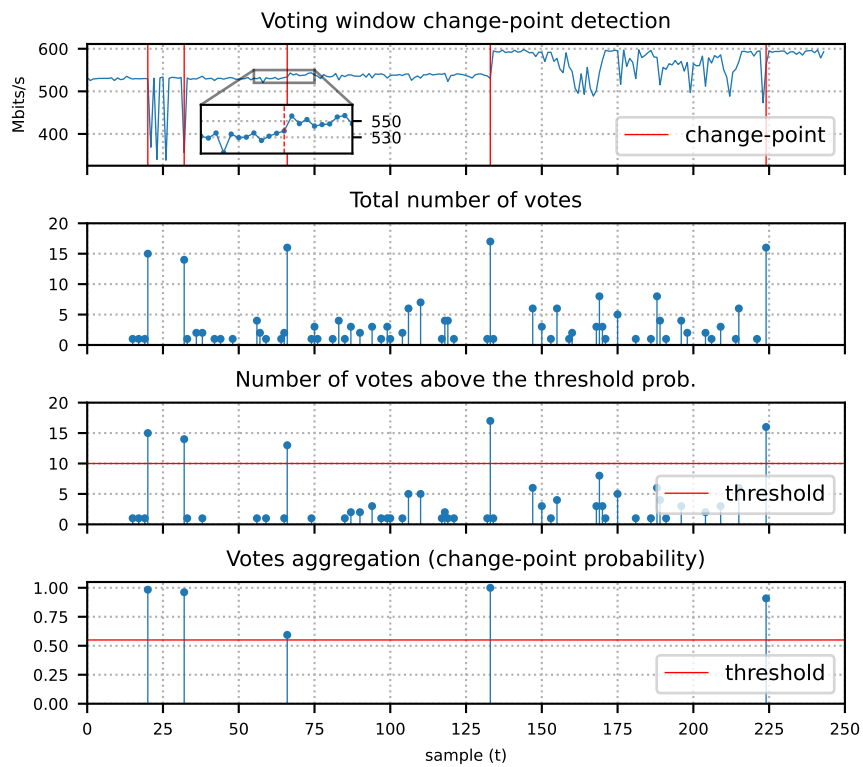 Voting window change-point detection
600
500
400
Mbits/s
550
530
change-point
Total number of votes
20
15
10
5
0
Number of votes above the threshold prob.
20
15
10
5
0
threshold
Votes aggregation (change-point probability)
1.00
0.75
0.50
0.25
0.00
threshold
0 25 50 75 100 125 150 175 200 225 250
sample (t)